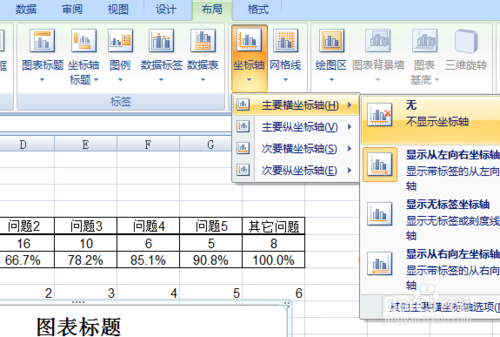 数据 审阅 视图 设计 布局 格式
图表标题 坐标轴标题 图例 数据标签 数据表 坐标轴 网格线 绘图区 图表背景墙 图表基底 三维旋转
标签
主要横坐标轴(H)
主要纵坐标轴(V)
次要横坐标轴(S)
次要纵坐标轴(E)
无
不显示坐标轴
显示从左向右坐标轴
显示带标签的从左向
轴
显示无标签坐标轴
显示无标签或刻度线
轴
显示从右向左坐标轴
显示带标签的从右向
轴
其他主要横坐标轴选项(M
D E F G
问题2 问题3 问题4 问题5 其它问题
16 10 6 5 8
66.7% 78.2% 85.1% 90.8% 100.0%
2 3 4 5 6
图表标题